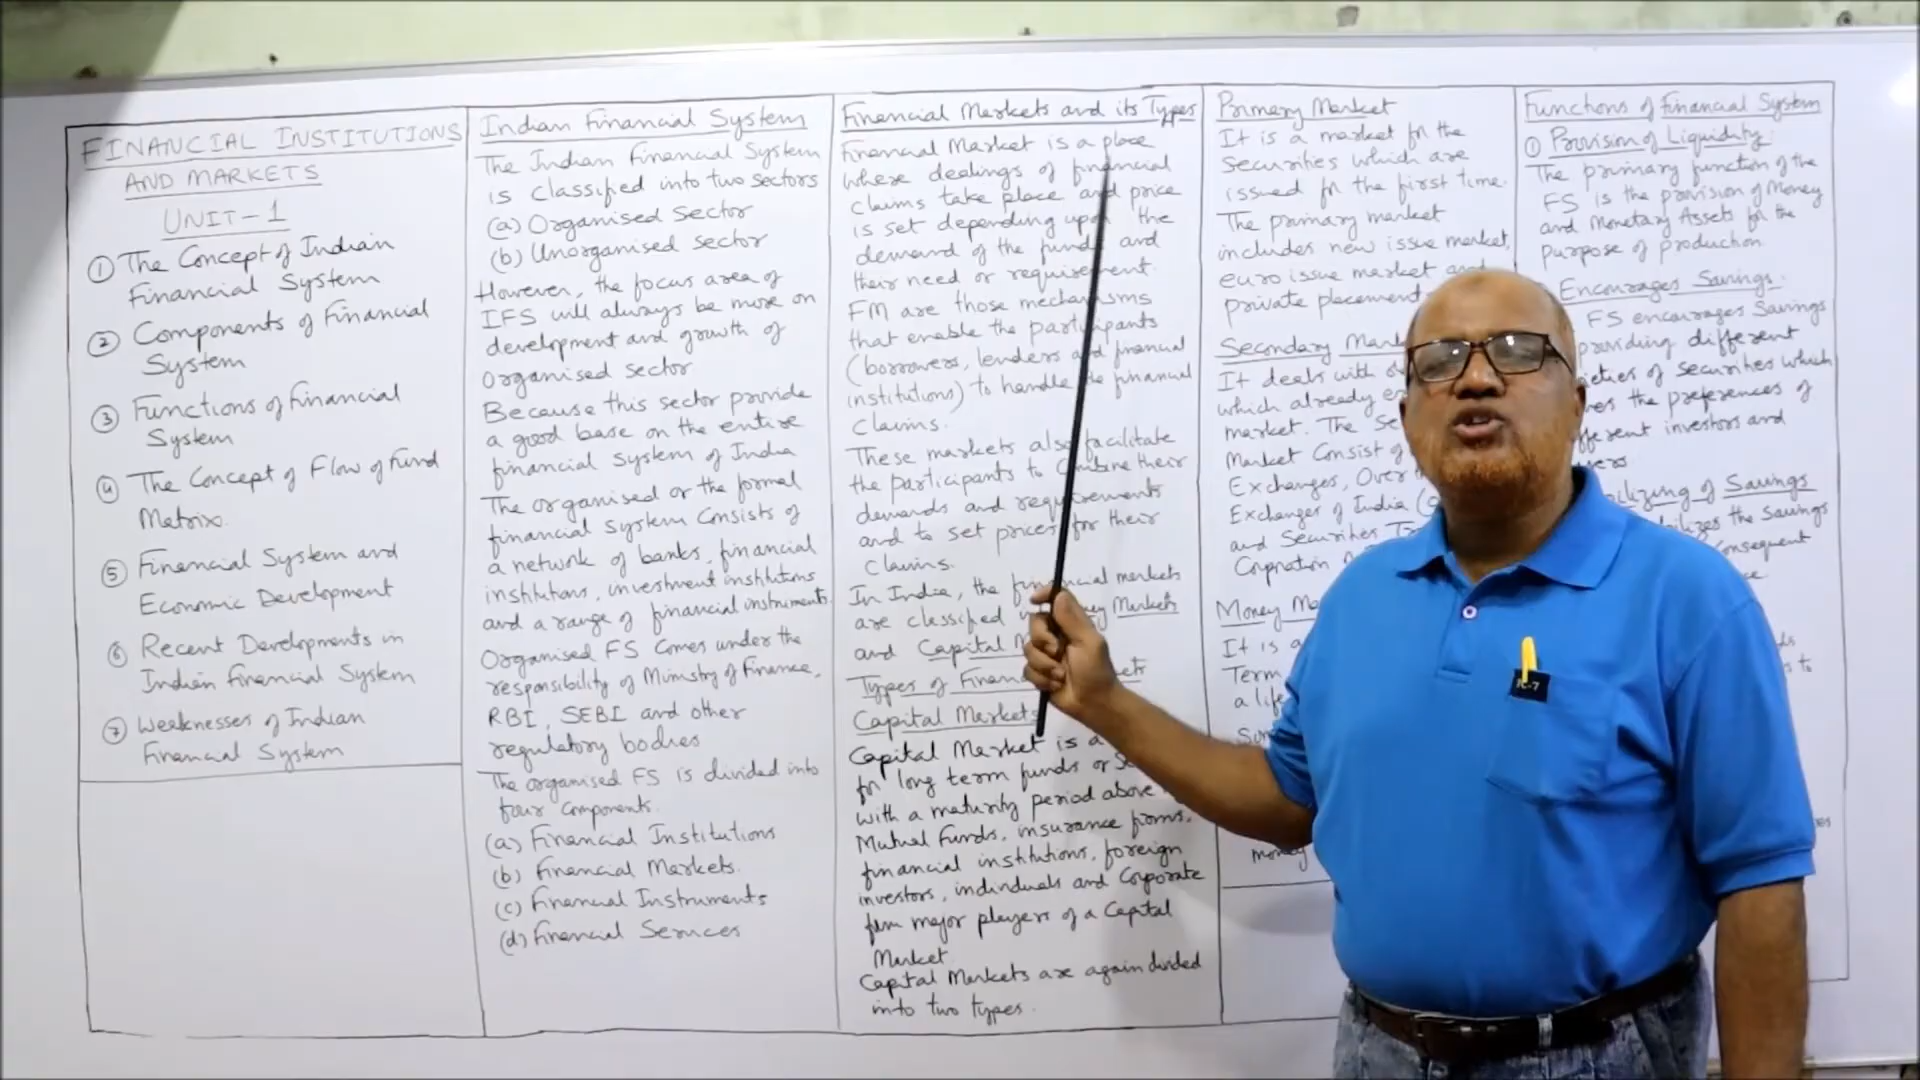 FINANCIAL INSTITUTIONS
AND MARKETS
UNIT-1
① The Concept of Indian
Financial System
② Components of Financial
System
③ Functions of Financial
System
④ The Concept of Flow of Fund
Matrix.
⑤ Financial System and
Economic Development
⑥ Recent Developments in
Indian Financial System
⑦ Weaknesses of Indian
Financial System
Indian Financial System
The Indian Financial System
is classified into two sectors
(a) Organised sector
(b) Unorganised sector
However, the focus area of
IFS will always be more on
development and growth of
Organised sector
Because this sector provide
a good base on the entire
financial system of India
The organised or the formal
financial system consists of
a network of banks, financial
institutions, investment institutions
and a range of financial instruments.
Organised FS comes under the
responsibility of Ministry of Finance,
RBI, SEBI and other
regulatory bodies
The organised FS is divided into
four components.
(a) Financial Institutions
(b) Financial Markets.
(c) Financial Instruments
(d) Financial Services
Financial Markets and its Types
Financial Market is a place
where dealings of financial
claims take place and price
is set depending upon the
demand of the funds and
their need or requirement.
FM are those mechanisms
that enable the participants
(borrowers, lenders and financial
institutions) to handle the financial
claims.
These markets also facilitate
the participants to combine their
demands and requirements
and to set prices for their
claims.
In India, the financial markets
are classified Markets
and Capital
Types of
Capital Markets
Capital Market is a
for long term funds or
with a maturity period above
Mutual Funds, insurance firms,
financial institutions, foreign
investors, individuals and Corporate
firm major players of a Capital
Market.
Capital Markets are again divided
into two types.
Primary Market
It is a market for the
securities which are
issued for the first time.
The primary market
includes new issue market,
euro issue market and
private placement
Secondary
It deals with
which already
market. The
Market Consist of
Exchanges, Over
Exchanges of India
and Securities
Corporation
Money
It is a
Term
a
money
Functions of Financial System
① Provision of Liquidity
The primary function of the
FS is the provision of Money
and Monetary Assets for the
purpose of production
Encourages Savings
FS encourages Savings
providing different
of securities which
the preferences of
investors and
of Savings
the savings
consequent
to
IC-7